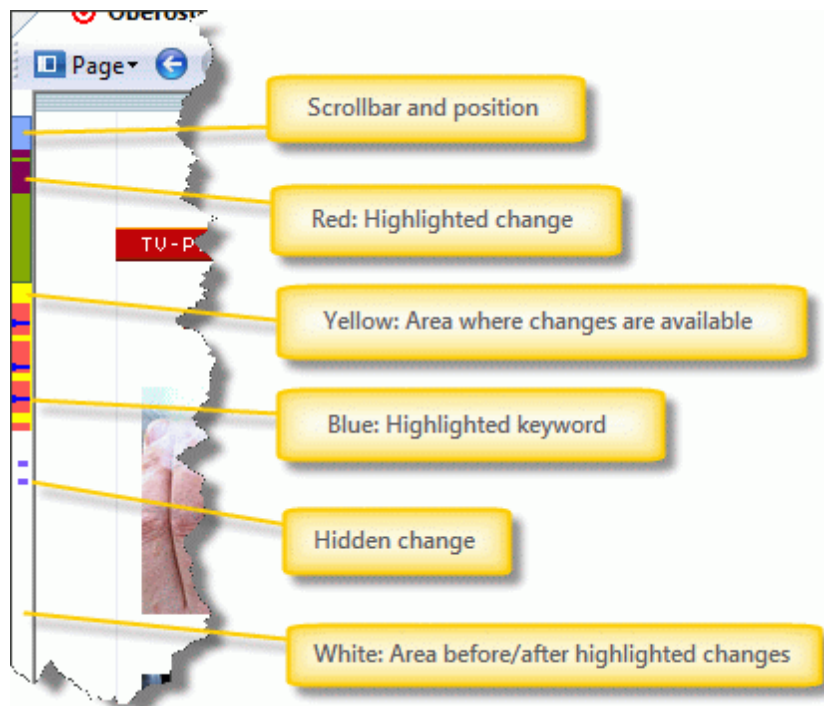 Page
Scrollbar and position
Red: Highlighted change
TV-P
Yellow: Area where changes are available
Blue: Highlighted keyword
Hidden change
White: Area before/after highlighted changes